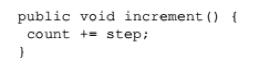 public void increment() {
 count += step;
}